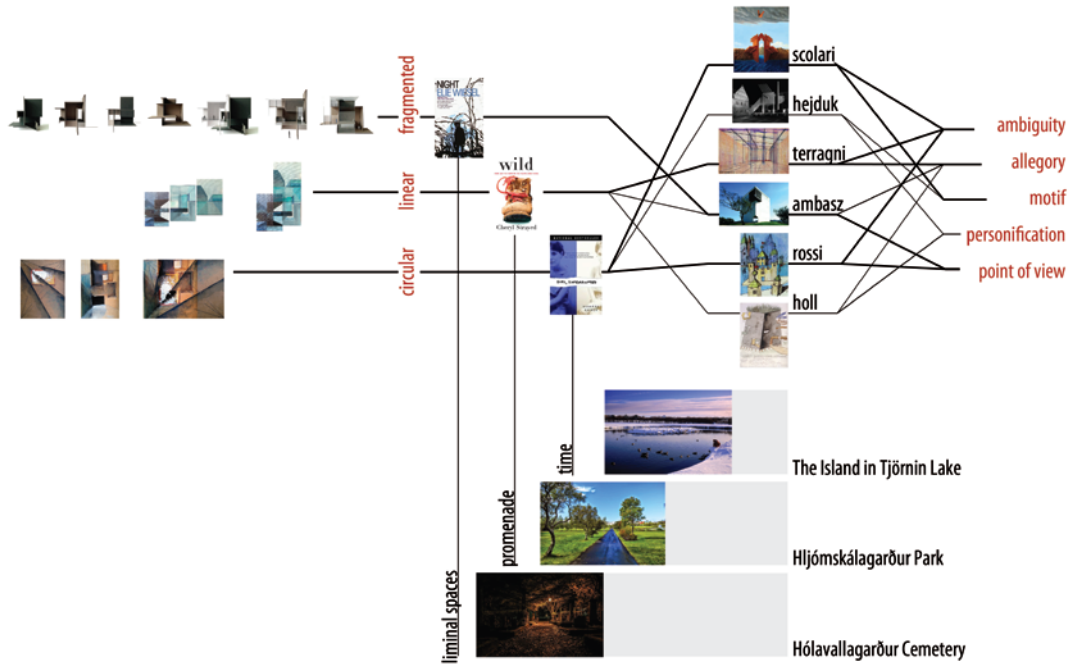 fragmented
linear
circular
NIGHT
ELIE WIESEL
wild
Cheryl Strayed
scolari
hejduk
terragni
ambasz
rossi
holl
ambiguity
allegory
motif
personification
point of view
time
promenade
liminal spaces
The Island in Tjörnin Lake
Hljómskálagarður Park
Hólavallagarður Cemetery